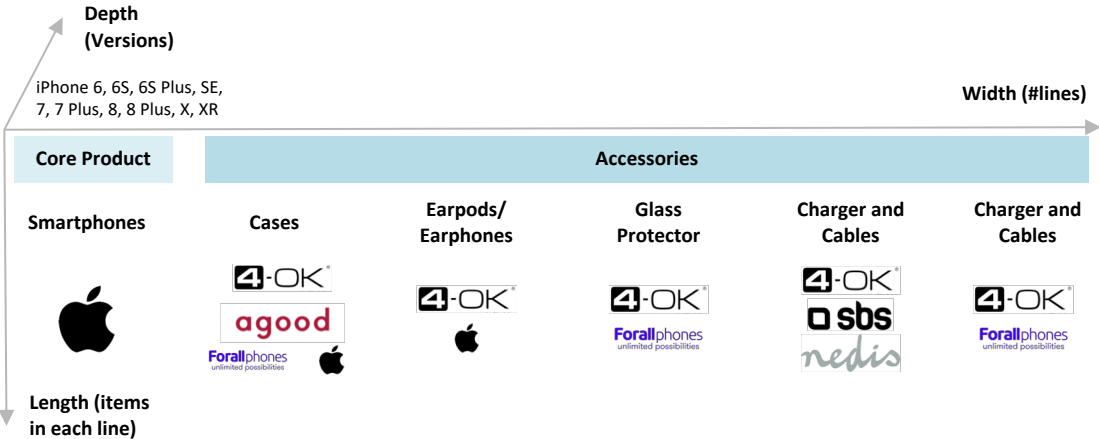 Depth
(Versions)
iPhone 6, 6S, 6S Plus, SE,
7, 7 Plus, 8, 8 Plus, X, XR
Width (#lines)
Core Product
Accessories
Smartphones
Cases
Earpods/
Earphones
Glass
Protector
Charger and
Cables
Charger and
Cables
4-OK®
agood
Forallphones
unlimited possibilities
4-OK®
4-OK®
Forallphones
unlimited possibilities
4-OK®
sbs
nedis
4-OK®
Forallphones
unlimited possibilities
Length (items
in each line)